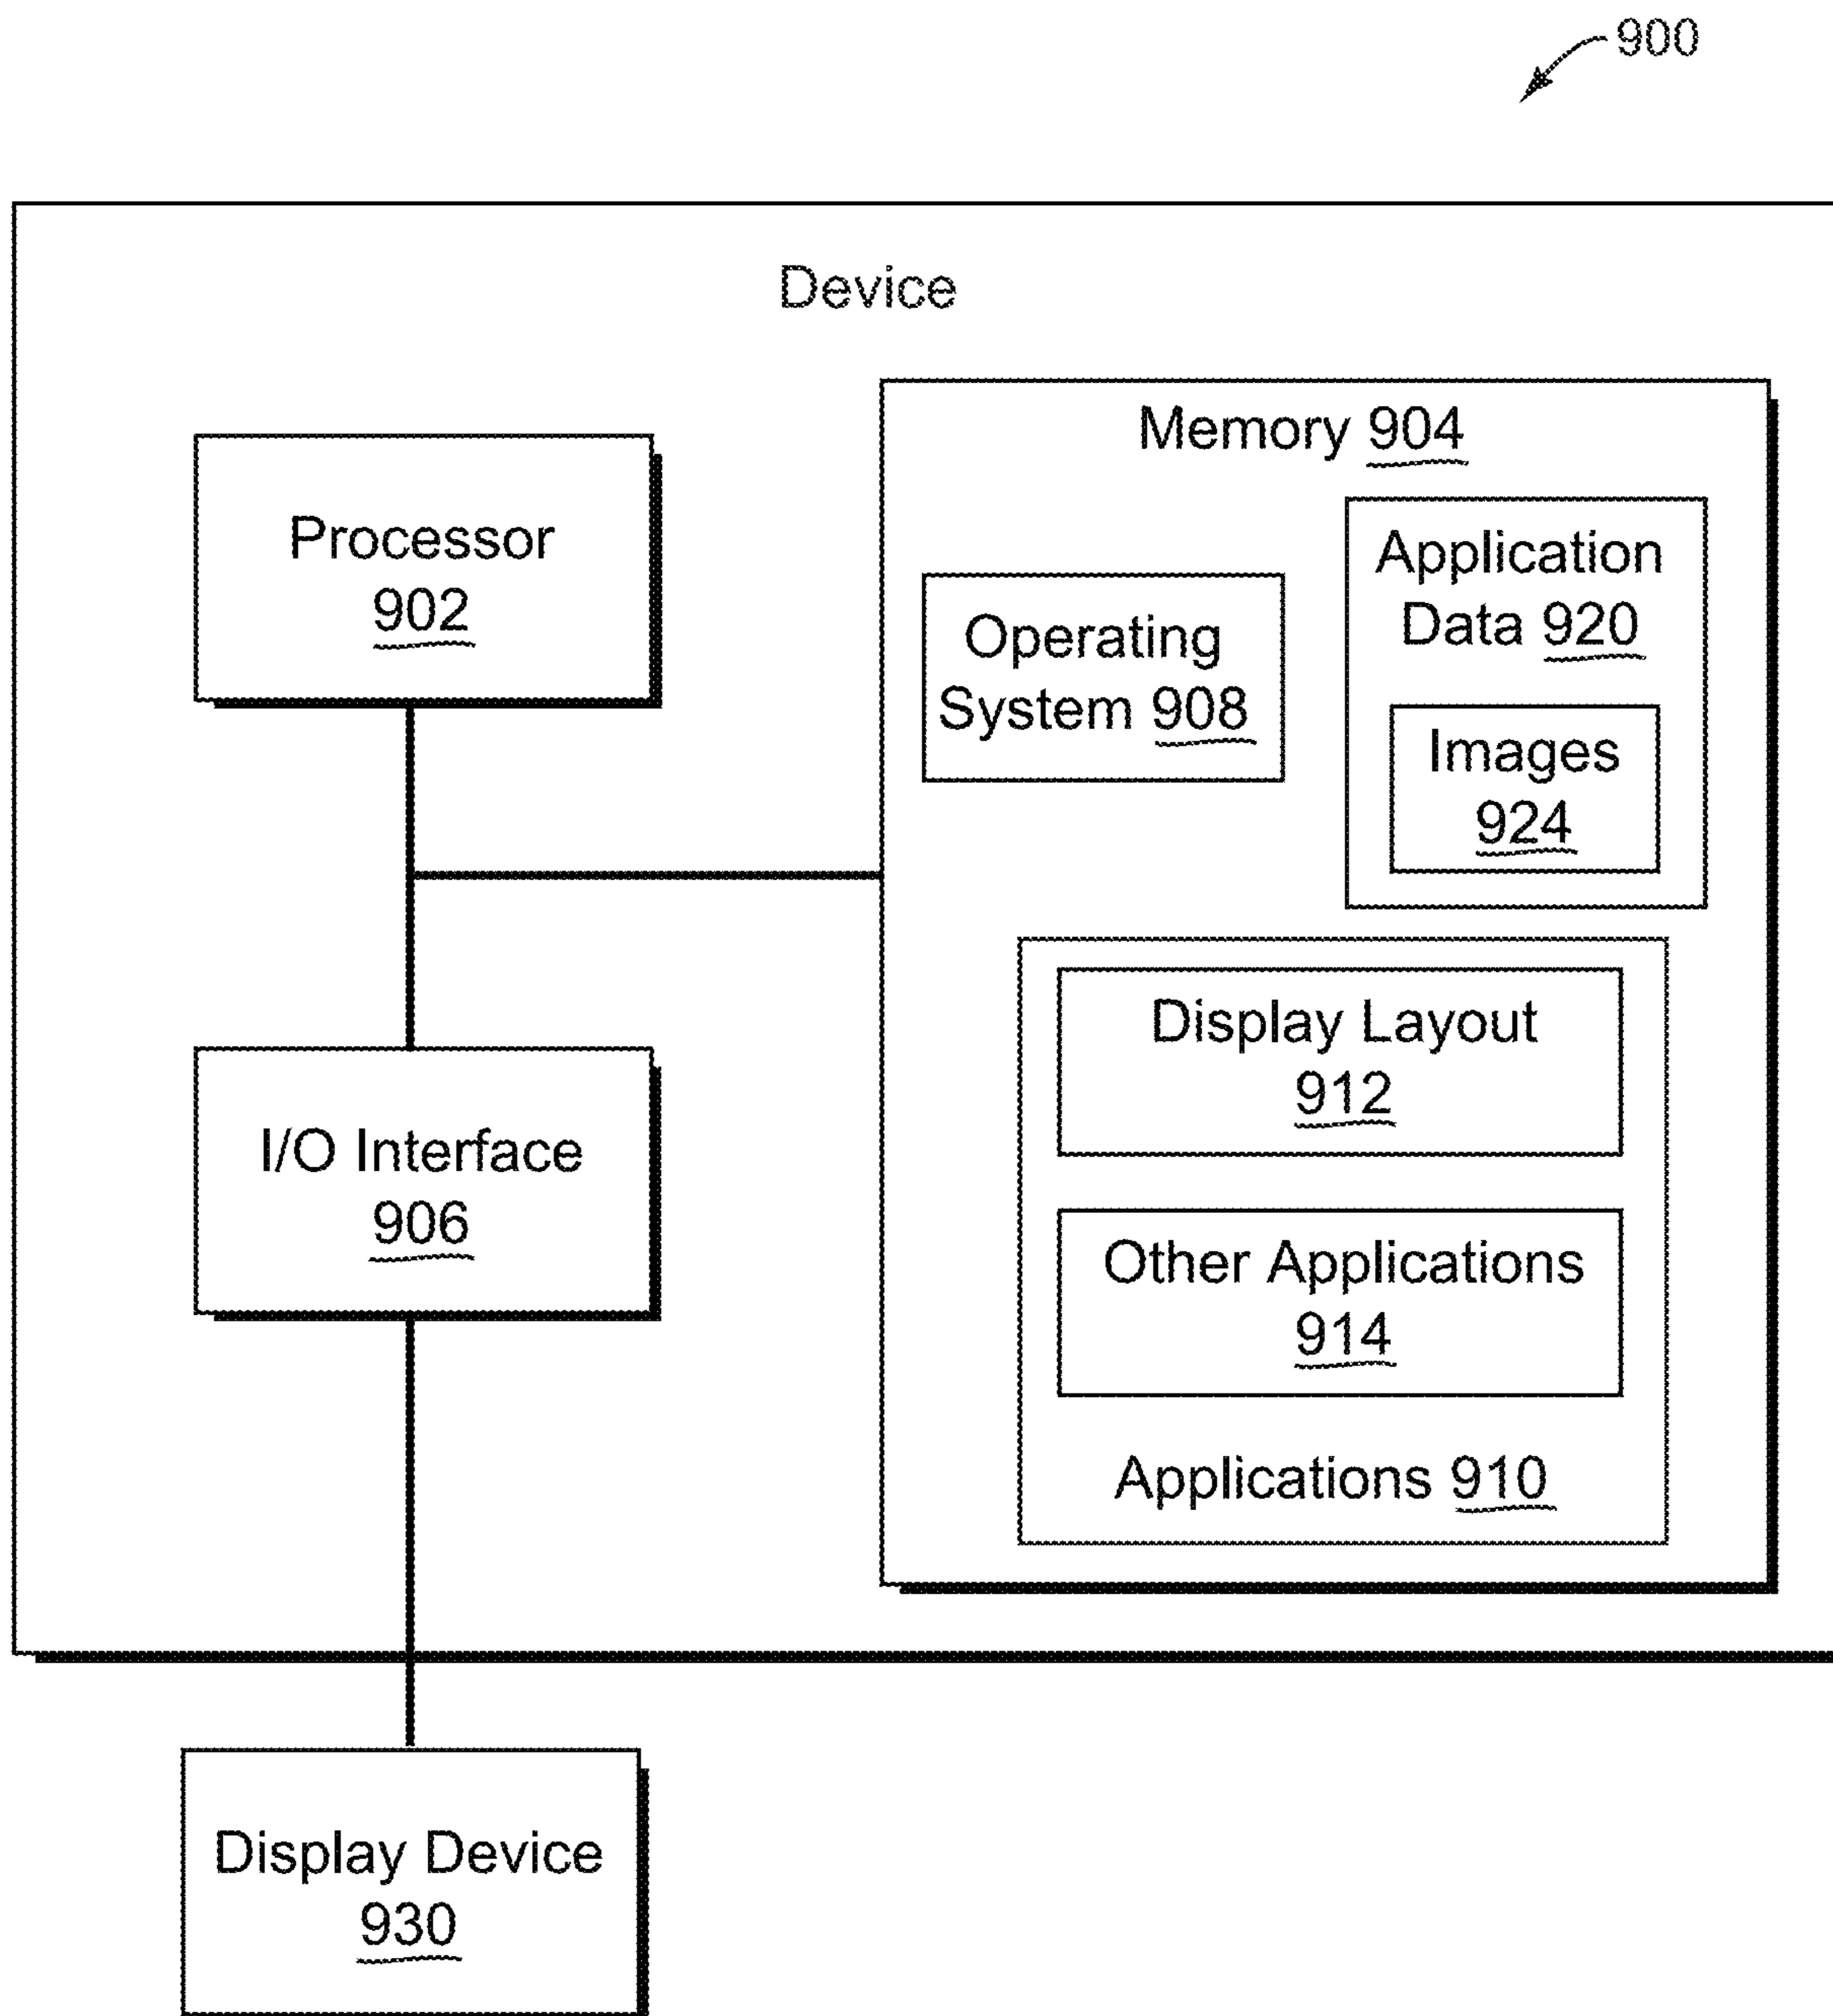 900
Device
Processor
902
I/O Interface
906
Memory 904
Operating
System 908
Application
Data 920
Images
924
Display Layout
912
Other Applications
914
Applications 910
Display Device
930